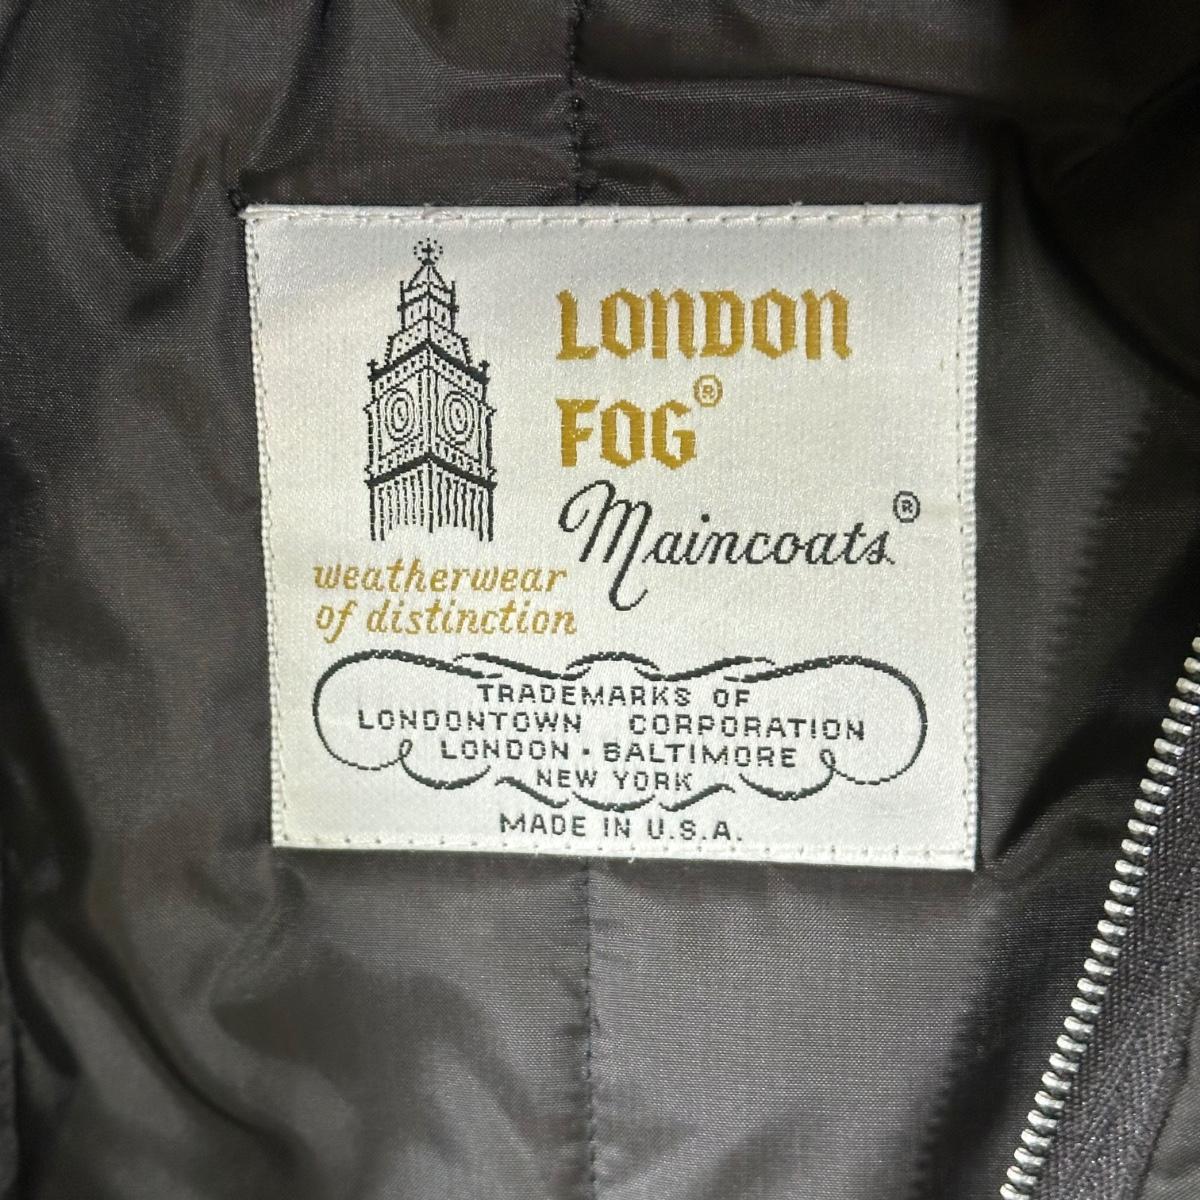 LONDON
FOG®
Maincoats®
weatherwear
of distinction
TRADEMARKS OF
LONDONTOWN CORPORATION
LONDON · BALTIMORE
NEW YORK
MADE IN U.S.A.